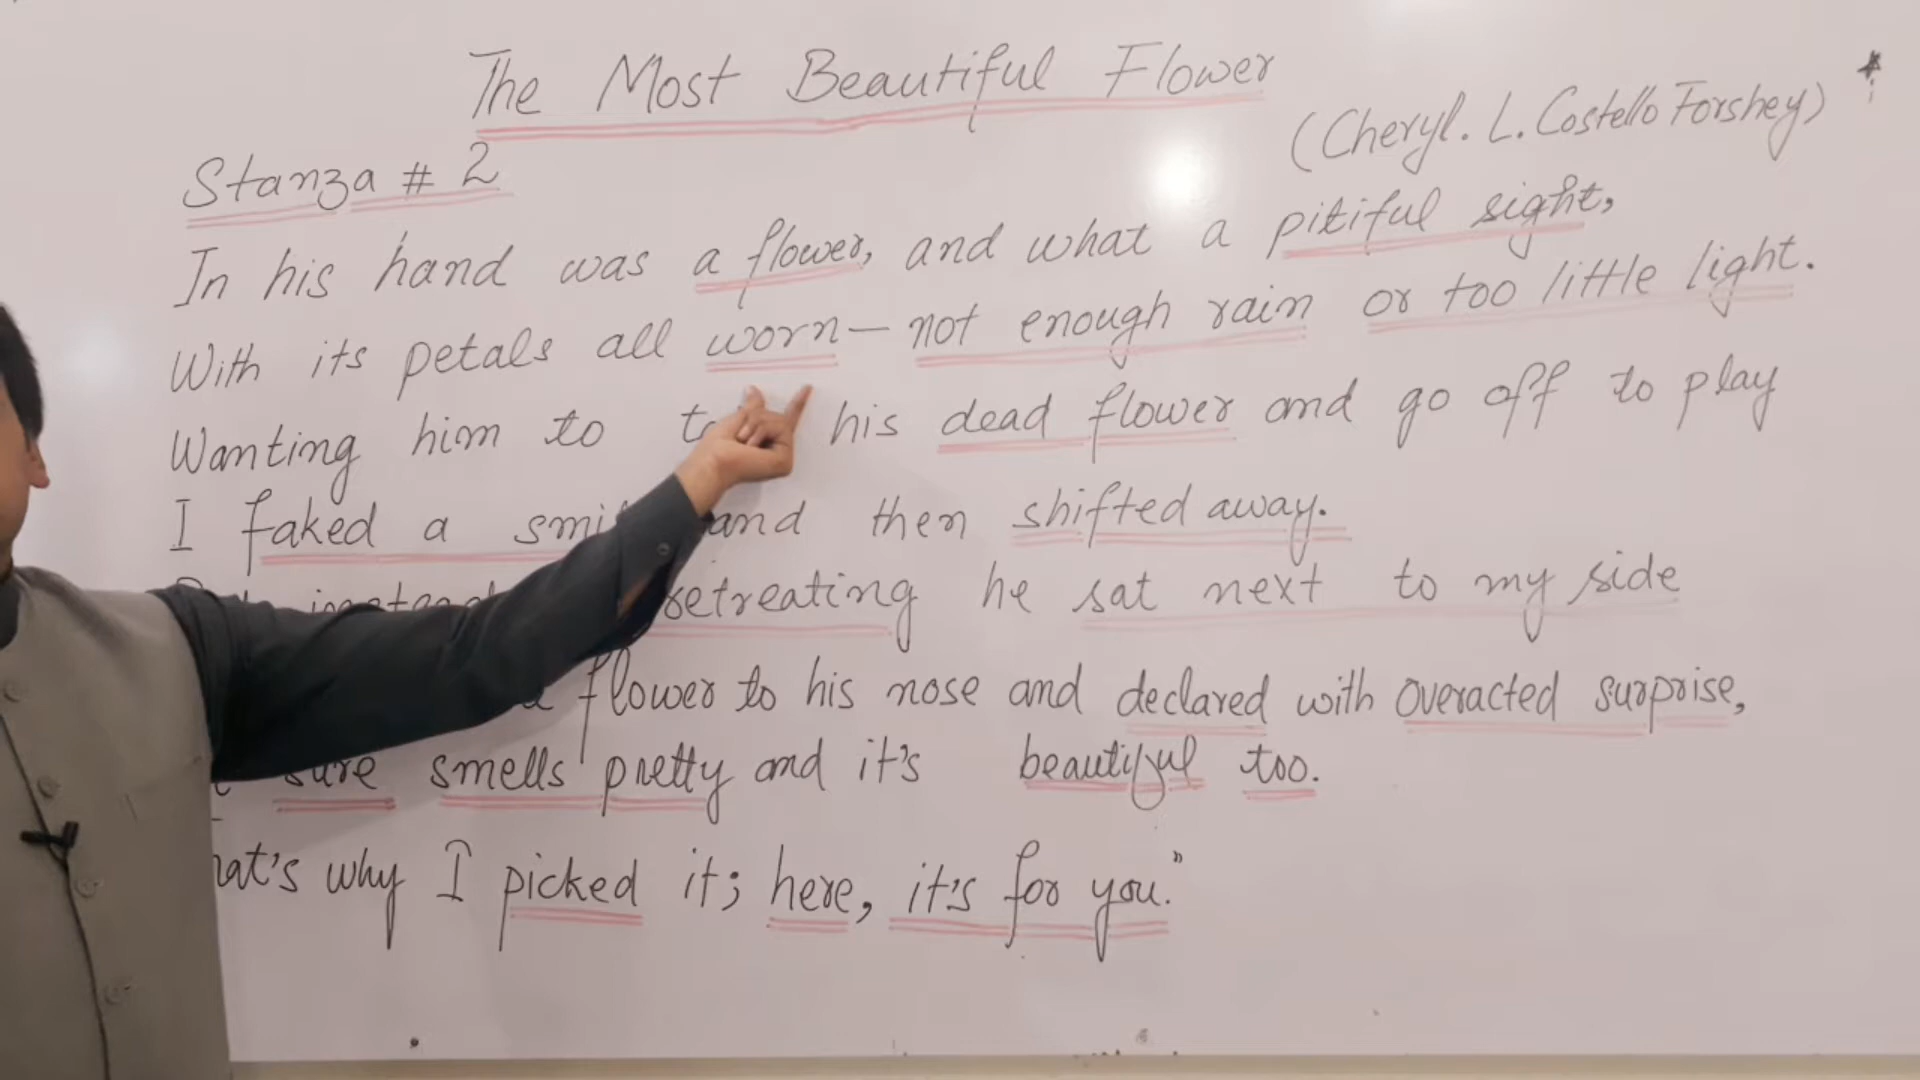 The Most Beautiful Flower
(Cheryl. L. Costello Forshey)
Stanza # 2
In his hand was a flower, and what a pitiful sight,
With its petals all worn— not enough rain or too little light.
Wanting him to his dead flower and go off to play
I faked a and then shifted away.
retreating he sat next to my side
flower to his nose and declared with overacted surprise,
sure smells pretty and it's beautiful too.
why I picked it; here, it's for you."